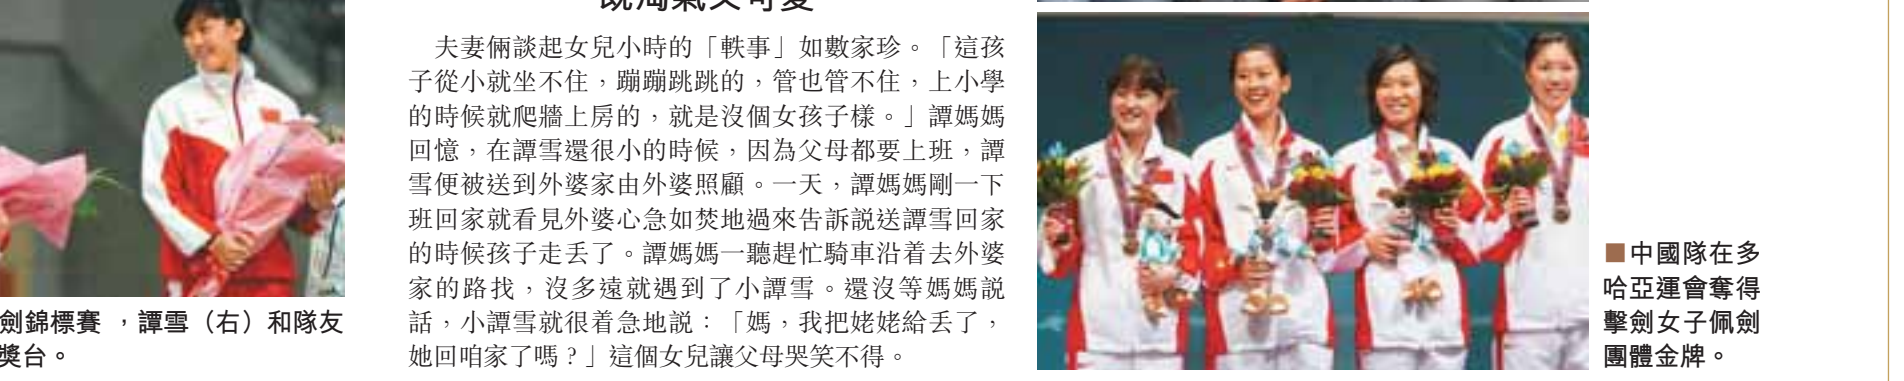 既淘氣又可愛
夫妻倆談起女兒小時的「軼事」如數家珍。「這孩
子從小就坐不住，蹦蹦跳跳的，管也管不住，上小學
的時候就爬牆上房的，就是沒個女孩子樣。」譚媽媽
回憶，在譚雪還很小的時候，因為父母都要上班，譚
雪便被送到外婆家由外婆照顧。一天，譚媽媽剛一下
班回家就看見外婆心急如焚地過來告訴説送譚雪回家
的時候孩子走丟了。譚媽媽一聽趕忙騎車沿着去外婆
家的路找，沒多遠就遇到了小譚雪。還沒等媽媽説
話，小譚雪就很着急地説：「媽，我把姥姥給丟了，
她回咱家了嗎？」這個女兒讓父母哭笑不得。
劍錦標賽 ，譚雪（右）和隊友
獎台。
■中國隊在多
哈亞運會奪得
擊劍女子佩劍
團體金牌。